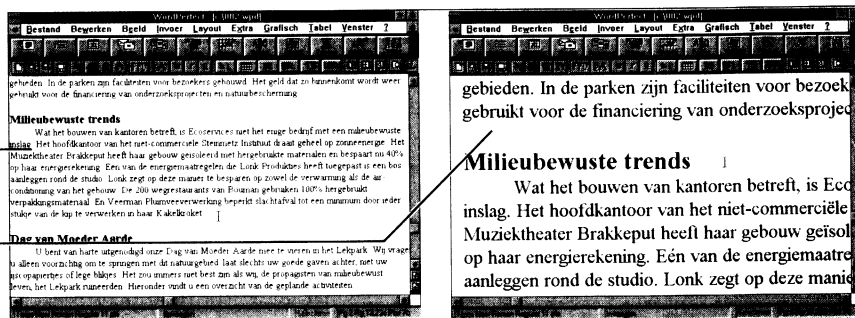 WordPerfect
Bestand Bewerken Beeld Invoer Layout Extra Grafisch Tabel Venster ?
gebieden. In de parken zijn faciliteiten voor bezoekers gebouwd. Het geld dat zo binnenkomt wordt weer
gebruikt voor de financiering van onderzoeksprojecten en natuurbescherming.
Milieubewuste trends
Wat het bouwen van kantoren betreft, is Ecoservices niet het enige bedrijf met een milieubewuste
inslag. Het hoofdkantoor van het niet-commerciële Steinmetz Instituut draait geheel op zonneenergie. Het
Muziektheater Brakkeput heeft haar gebouw geïsoleerd met hergebruikte materialen en bespaart nu 40%
op haar energierekening. Eén van de energiemaatregelen die Lonk Produkties heeft toegepast is een bos
aanleggen rond de studio. Lonk zegt op deze manier te besparen op zowel de verwarming als de air-
conditioning van het gebouw. De 200 wegrestaurants van Bouman gebruiken 100% hergebruikt
verpakkingsmateriaal. En Veerman Pluimveeverwerking beperkt slachtafval tot een minimum door ieder
stukje van de kip te verwerken in haar Kakelkroket.
Dag van Moeder Aarde
U bent van harte uitgenodigd onze Dag van Moeder Aarde mee te vieren in het Lekpark. Wij vrage
u alleen voorzichtig om te springen met dit natuurgebied: laat slechts uw goede gaven achter, niet uw
ijscopapiertjes of lege blikjes. Het zou immers niet best zijn als wij, de propagisten van milieubewust
leven, het Lekpark ruineerden. Hieronder vindt u een overzicht van de geplande activiteiten
WordPerfect
Bestand Bewerken Beeld Invoer Layout Extra Grafisch Tabel Venster ?
gebieden. In de parken zijn faciliteiten voor bezoek
gebruikt voor de financiering van onderzoeksprojec
Milieubewuste trends
Wat het bouwen van kantoren betreft, is Eco
inslag. Het hoofdkantoor van het niet-commerciële
Muziektheater Brakkeput heeft haar gebouw geïsol
op haar energierekening. Eén van de energiemaatre
aanleggen rond de studio. Lonk zegt op deze manie